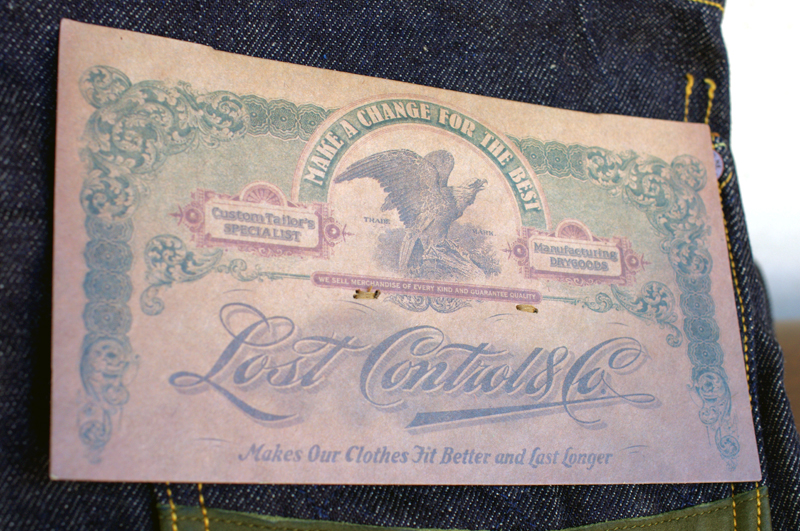 MAKE A CHANGE FOR THE BEST
TRADE MARK
Custom Tailor's
SPECIALIST
Manufacturing
DRYGOODS
WE SELL MERCHANDISE OF EVERY KIND AND GUARANTEE QUALITY
Lost Control & Co
Makes Our Clothes Fit Better and Last Longer